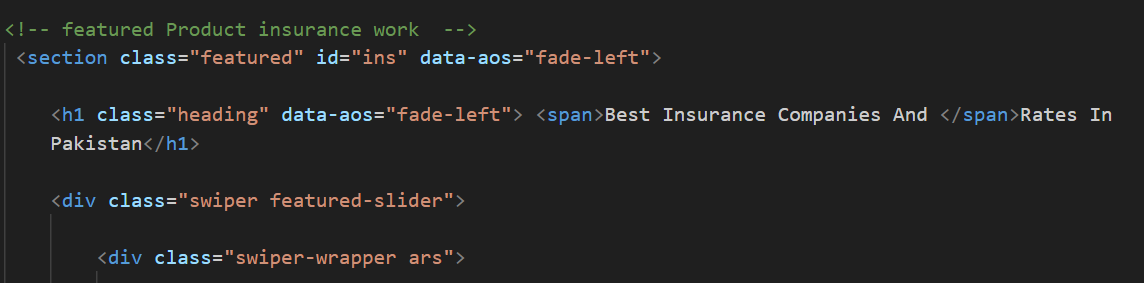 <!-- featured Product insurance work  -->
<section class="featured" id="ins" data-aos="fade-left">
<h1 class="heading" data-aos="fade-left"> <span>Best Insurance Companies And </span>Rates In
Pakistan</h1>
<div class="swiper featured-slider">
<div class="swiper-wrapper ars">